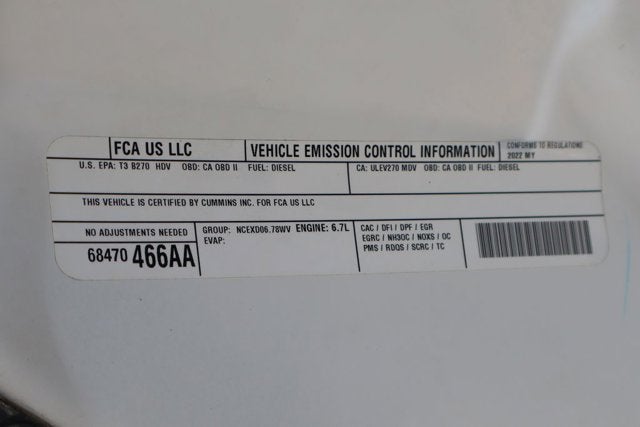 FCA US LLC
VEHICLE EMISSION CONTROL INFORMATION
CONFORMS TO REGULATIONS
2022 MY
U.S. EPA: T3 B270 HDV OBD: CA OBD II FUEL: DIESEL
CA: ULEV270 MDV OBD: CA OBD II FUEL: DIESEL
THIS VEHICLE IS CERTIFIED BY CUMMINS INC. FOR FCA US LLC
NO ADJUSTMENTS NEEDED
68470 466AA
GROUP: NCEXD06.78WV ENGINE: 6.7L
EVAP:
CAC / DFI / DPF / EGR
EGRC / NH3OC / NOXS / OC
PMS / RDQS / SCRC / TC